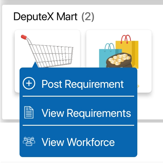 DeputeX Mart (2)
Post Requirement
View Requirements
View Workforce